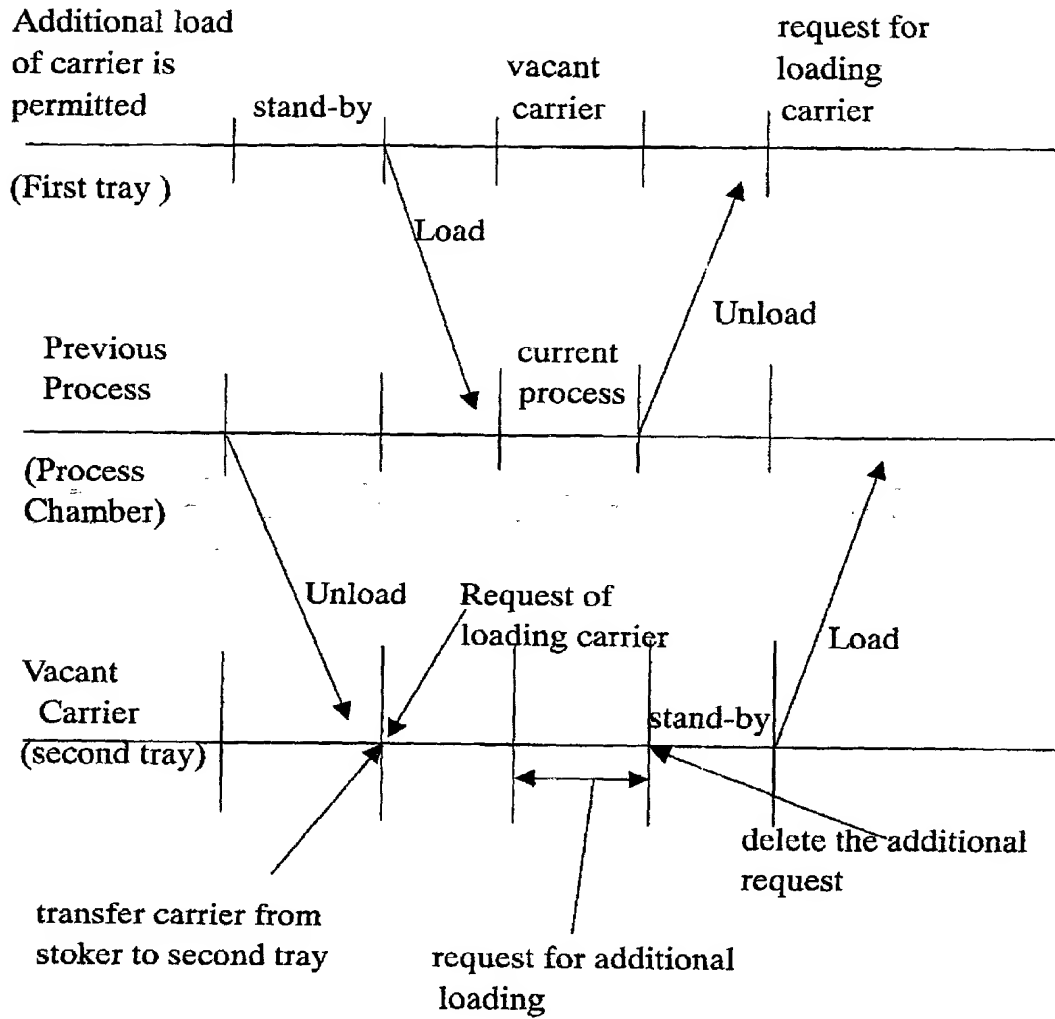 Additional load
of carrier is
permitted
stand-by
vacant
carrier
request for
loading
carrier
(First tray )
Load
Unload
Previous
Process
current
process
(Process
Chamber)
Unload
Request of
loading carrier
Load
Vacant
Carrier
(second tray)
stand-by
delete the additional
request
transfer carrier from
stoker to second tray
request for additional
loading